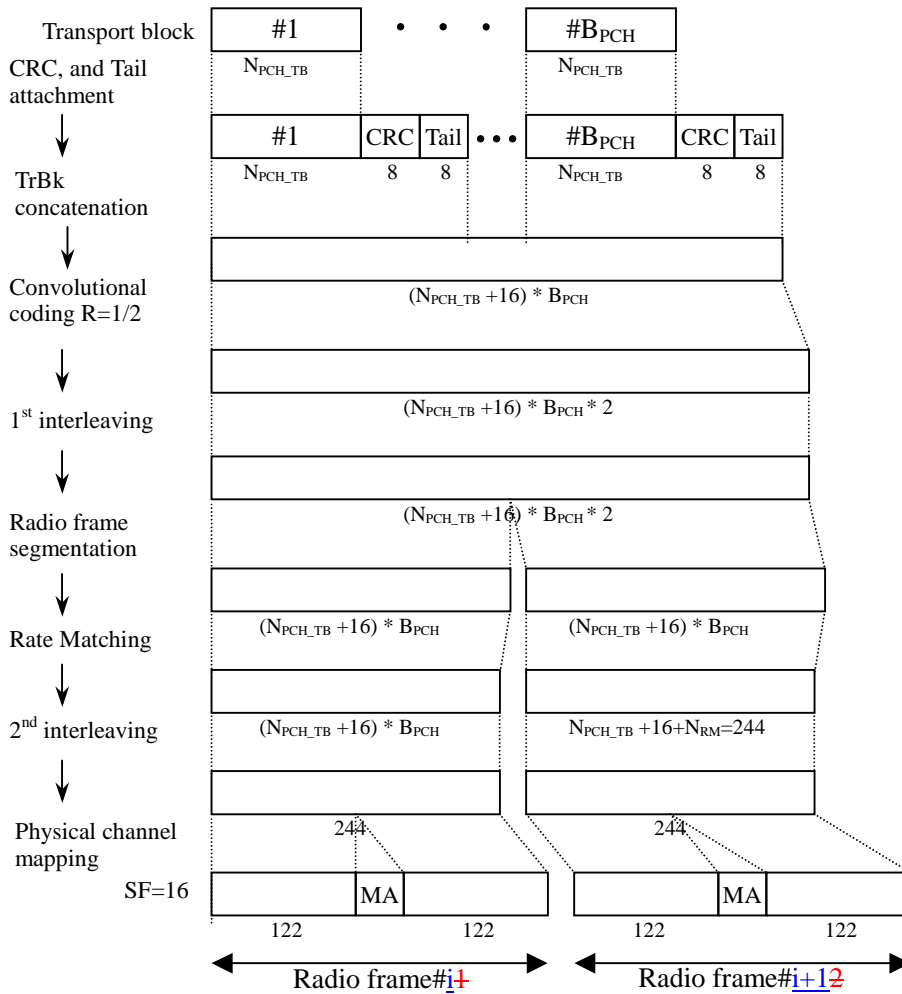 Transport block #1 • • • #B_PCH
N_PCH_TB N_PCH_TB
CRC, and Tail
attachment
#1 CRC Tail ••• #B_PCH CRC Tail
N_PCH_TB 8 8 N_PCH_TB 8 8
TrBk
concatenation
(N_PCH_TB +16) * B_PCH
Convolutional
coding R=1/2
(N_PCH_TB +16) * B_PCH * 2
1st interleaving
(N_PCH_TB +16) * B_PCH * 2
Radio frame
segmentation
(N_PCH_TB +16) * B_PCH (N_PCH_TB +16) * B_PCH
Rate Matching
(N_PCH_TB +16) * B_PCH N_PCH_TB +16+N_RM=244
2nd interleaving
244 244
Physical channel
mapping
SF=16 MA MA
122 122 122 122
Radio frame#i1 Radio frame#i+12